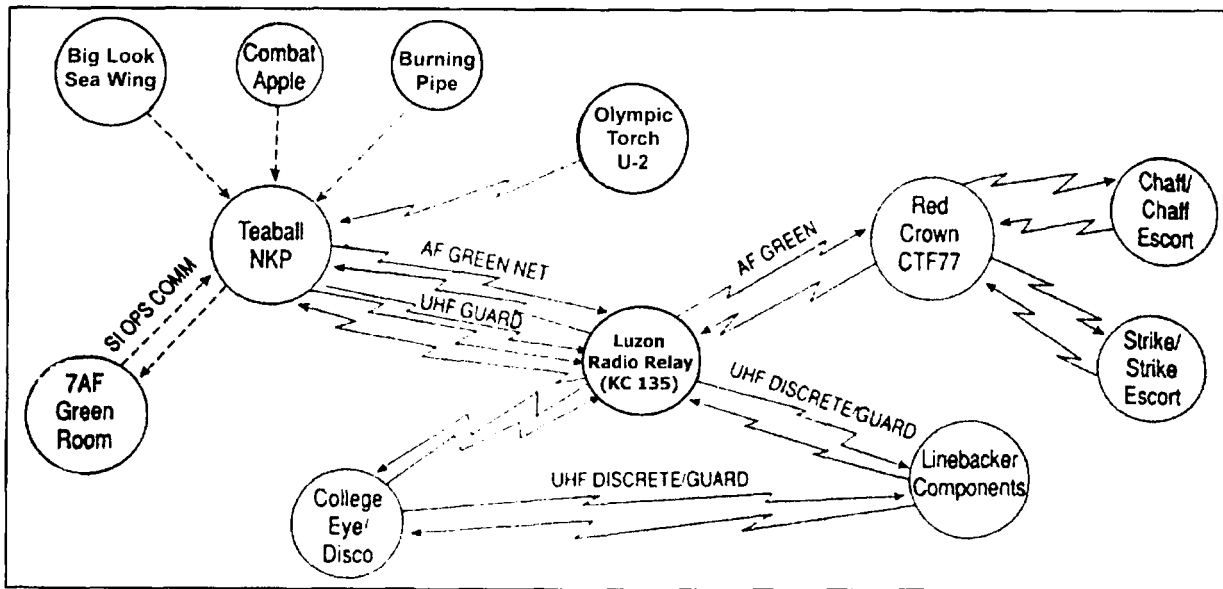 Big Look
Sea Wing
Combat
Apple
Burning
Pipe
Olympic
Torch
U-2
Teaball
NKP
AF GREEN NET
UHF GUARD
SI OPS COMM
7AF
Green
Room
Luzon
Radio Relay
(KC 135)
AF GREEN
Red
Crown
CTF77
Chaff/
Chaff
Escort
Strike/
Strike
Escort
UHF DISCRETE/GUARD
Linebacker
Components
UHF DISCRETE/GUARD
College
Eye/
Disco